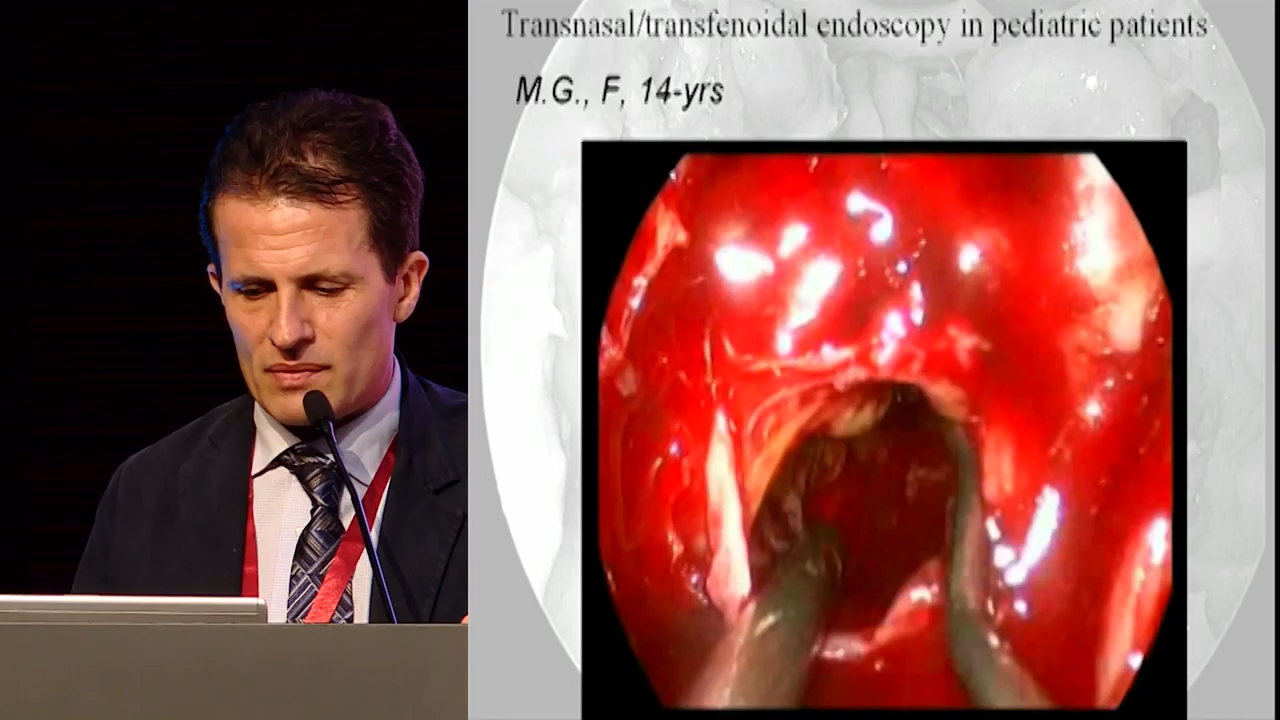 Transnasal/transfenoidal endoscopy in pediatric patients
M.G., F, 14-yrs